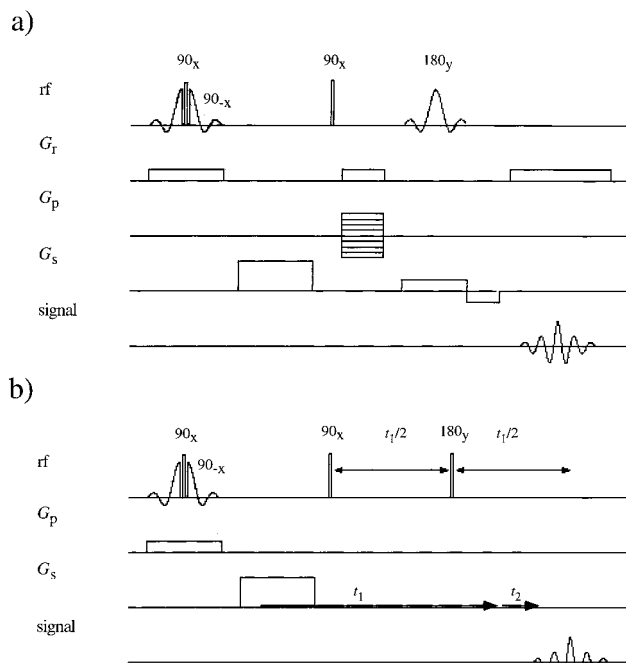 a)
90x 90x 180y
rf
90-x
Gr
Gp
Gs
signal
b)
90x 90x t1/2 180y t1/2
rf
90-x
Gp
Gs
t1 t2
signal